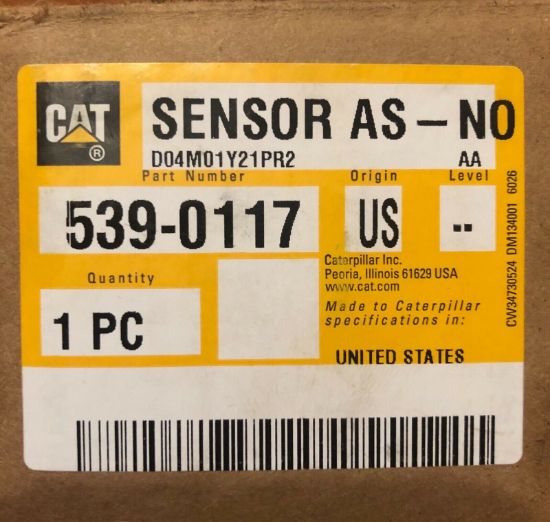 CAT
®
SENSOR AS – NO
D04M01Y21PR2 AA
Part Number Origin Level
539-0117 US --
Caterpillar Inc.
Peoria, Illinois 61629 USA
www.cat.com
Quantity
1 PC
Made to Caterpillar
specifications in:
UNITED STATES
CW34730524 DM134001 6026